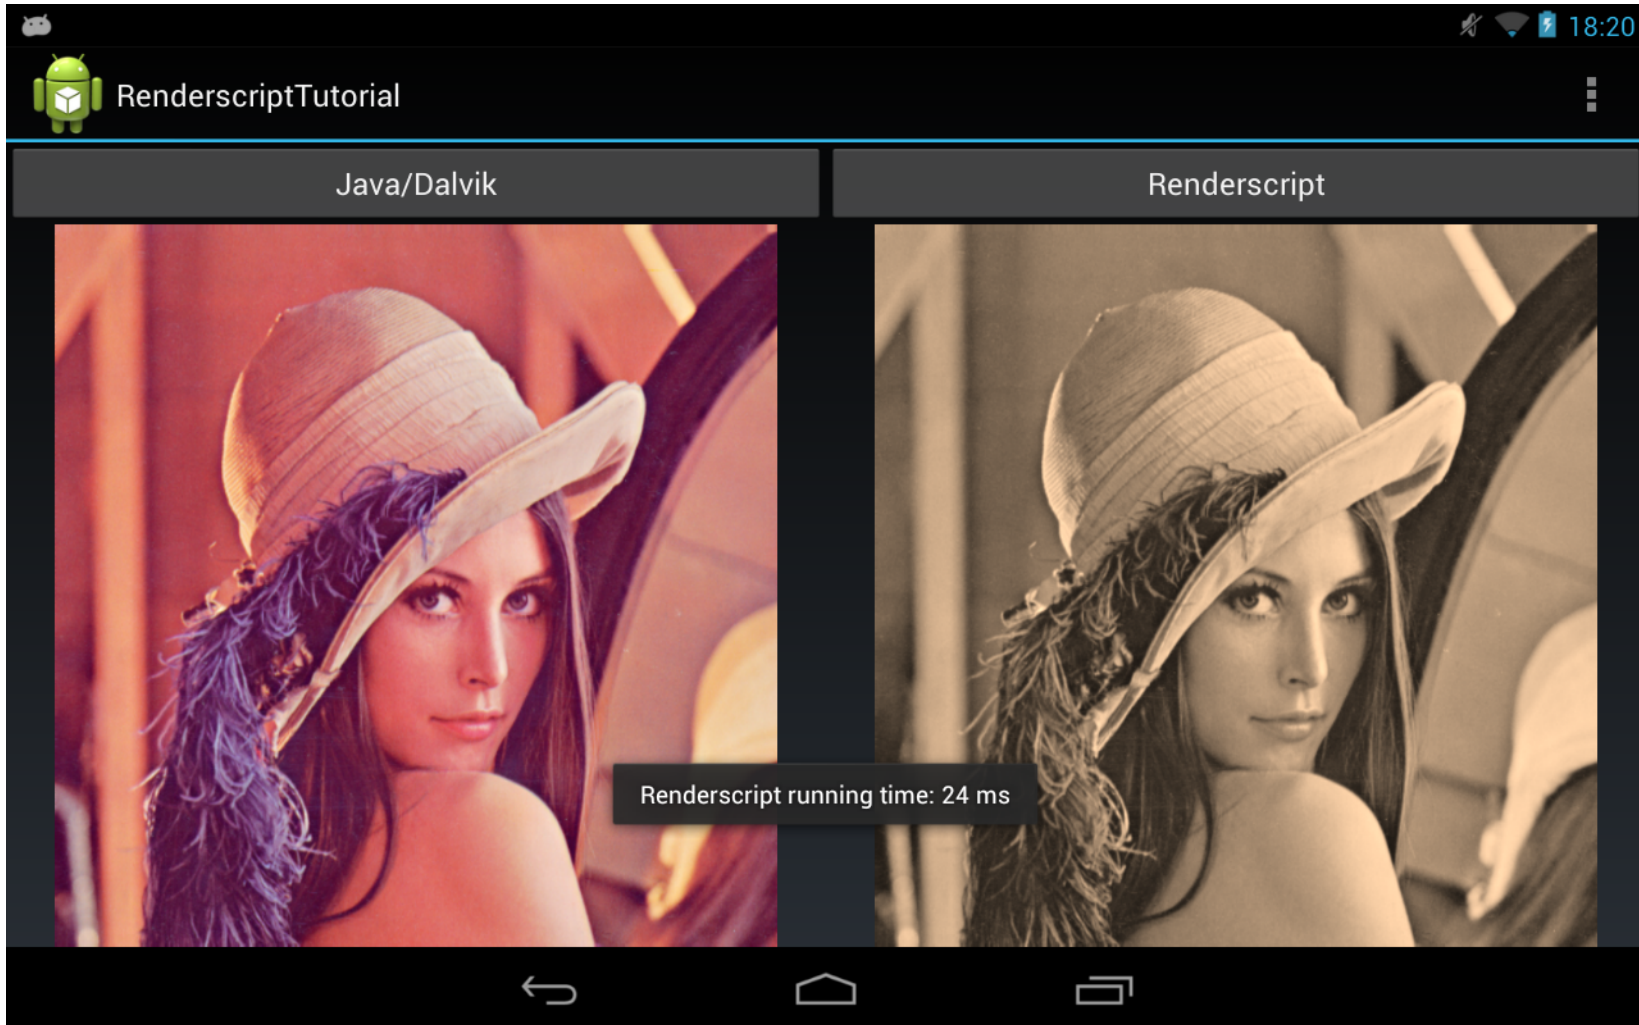 18:20
RenderscriptTutorial
Java/Dalvik
Renderscript
Renderscript running time: 24 ms